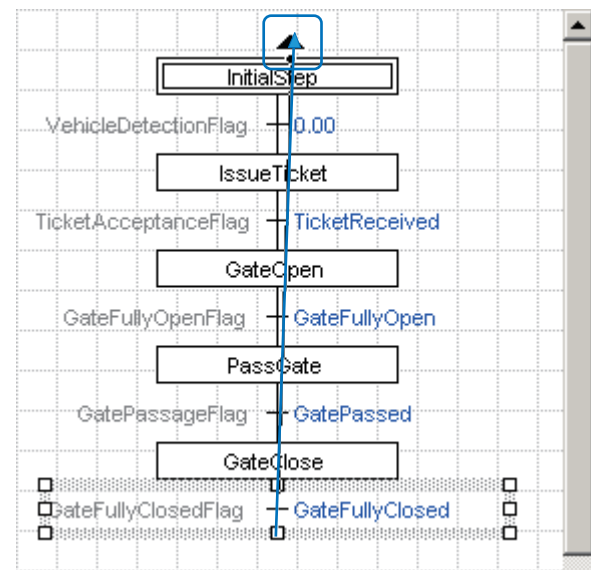 InitialStep
VehicleDetectionFlag 0.00
IssueTicket
TicketAcceptanceFlag TicketReceived
GateOpen
GateFullyOpenFlag GateFullyOpen
PassGate
GatePassageFlag GatePassed
GateClose
GateFullyClosedFlag GateFullyClosed